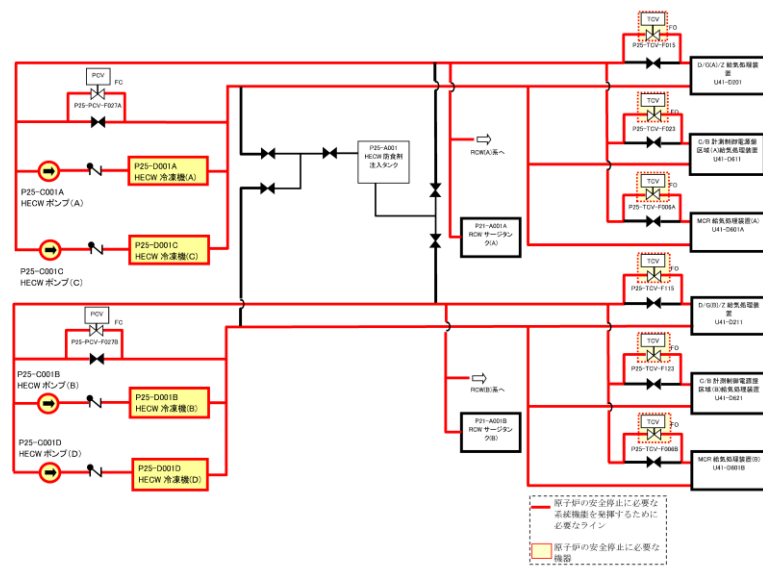 TCV
FO
P25-TCV-F015
D/G(A)/Z 給気処理装
置
U41-D201
PCV
FC
P25-PCV-F027A
TCV
FO
P25-TCV-F023
C/B 計測制御電源盤
区域(A)給気処理装置
U41-D611
P25-A001
HECW 防食剤
注入タンク
RCW(A)系へ
P25-C001A
HECW ポンプ(A)
P25-D001A
HECW 冷凍機(A)
TCV
FO
P25-TCV-F006A
MCR 給気処理装置(A)
U41-D601A
P21-A001A
RCW サージタン
ク(A)
P25-C001C
HECW ポンプ(C)
P25-D001C
HECW 冷凍機(C)
TCV
FO
P25-TCV-F115
D/G(B)/Z 給気処理装
置
U41-D211
PCV
FC
P25-PCV-F027B
TCV
FO
P25-TCV-F123
C/B 計測制御電源盤
区域(B)給気処理装置
U41-D621
RCW(B)系へ
P25-C001B
HECW ポンプ(B)
P25-D001B
HECW 冷凍機(B)
P21-A001B
RCW サージタン
ク(B)
TCV
FO
P25-TCV-F006B
MCR 給気処理装置(B)
U41-D601B
P25-C001D
HECW ポンプ(D)
P25-D001D
HECW 冷凍機(D)
原子炉の安全停止に必要な
系統機能を発揮するために
必要なライン
原子炉の安全停止に必要な
機器